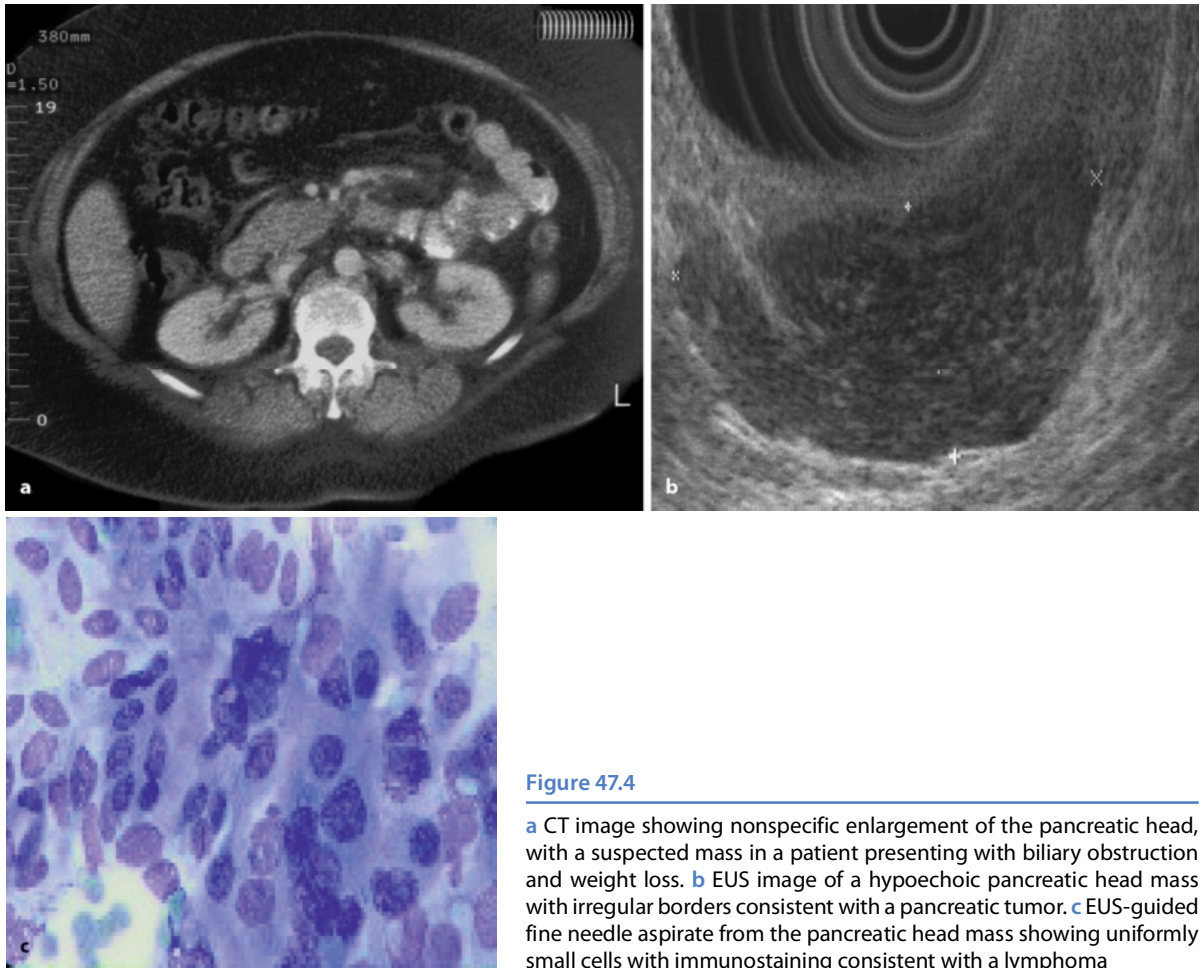 380mm
D
=1.50
19
0
L
a
b
c
Figure 47.4
a CT image showing nonspecific enlargement of the pancreatic head,
with a suspected mass in a patient presenting with biliary obstruction
and weight loss. b EUS image of a hypoechoic pancreatic head mass
with irregular borders consistent with a pancreatic tumor. c EUS-guided
fine needle aspirate from the pancreatic head mass showing uniformly
small cells with immunostaining consistent with a lymphoma